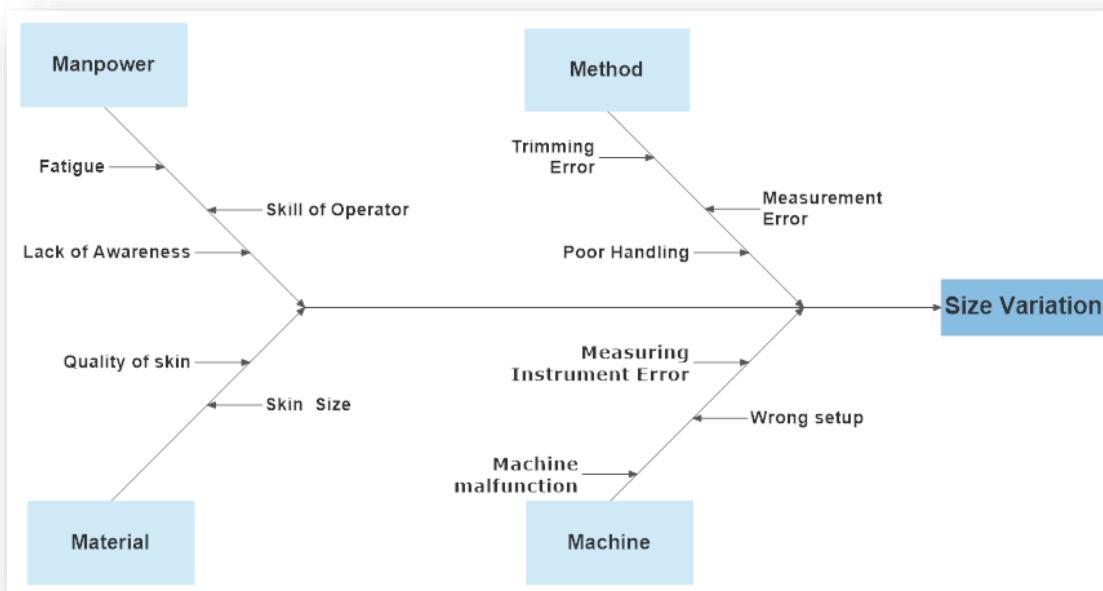 Manpower
Method
Trimming
Error
Fatigue
Measurement
Error
Skill of Operator
Lack of Awareness
Poor Handling
Size Variation
Quality of skin
Measuring
Instrument Error
Skin Size
Wrong setup
Machine
malfunction
Material
Machine